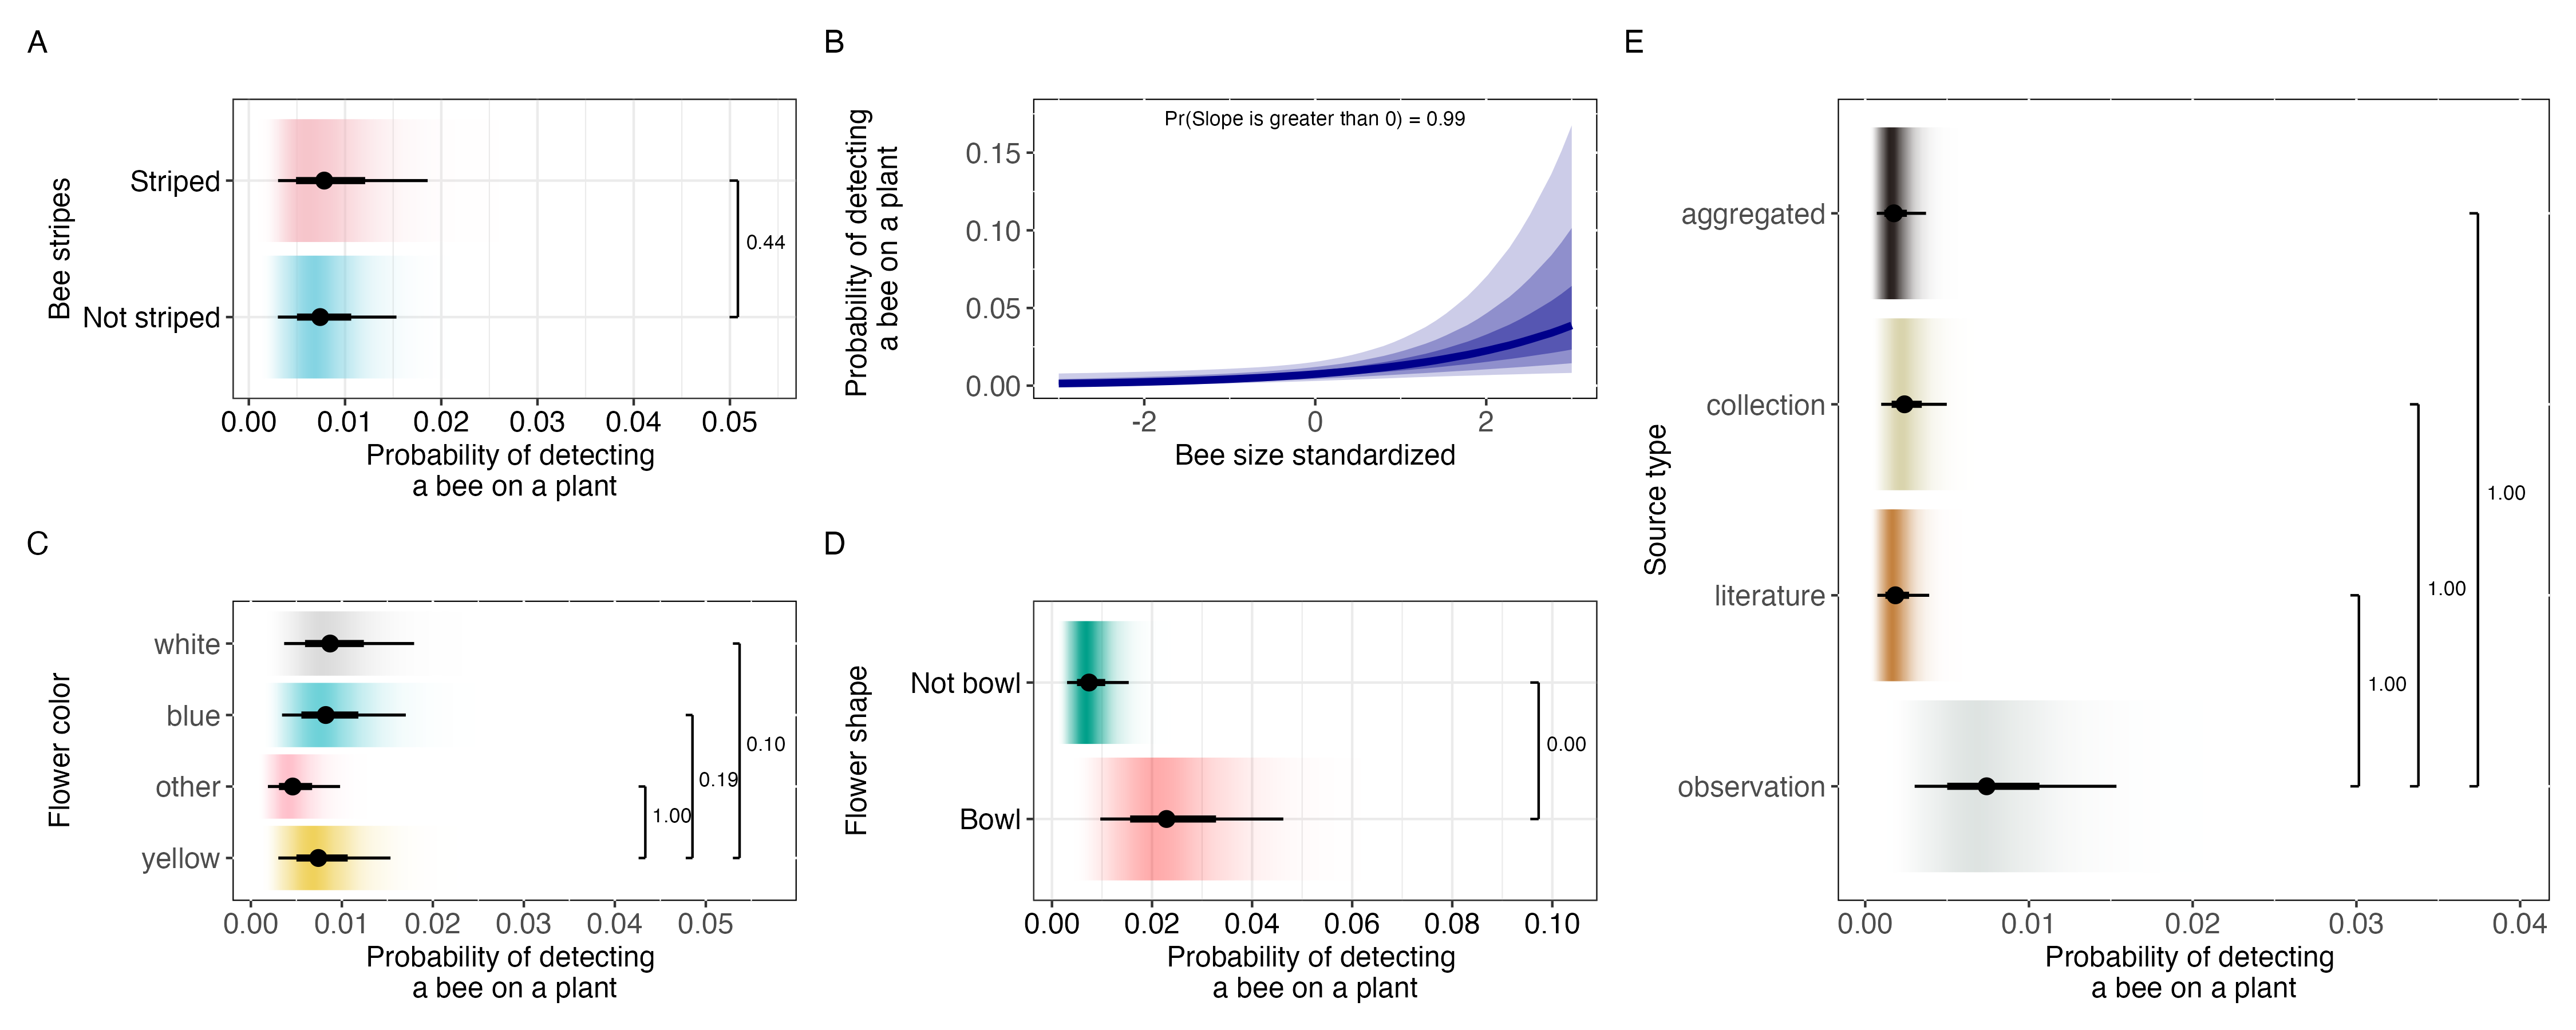 A
Bee stripes
Striped
Not striped
0.44
0.00 0.01 0.02 0.03 0.04 0.05
Probability of detecting
a bee on a plant
B
Probability of detecting
a bee on a plant
Pr(Slope is greater than 0) = 0.99
0.15
0.10
0.05
0.00
-2 0 2
Bee size standardized
C
Flower color
white
blue
other
yellow
0.10
0.19
1.00
0.00 0.01 0.02 0.03 0.04 0.05
Probability of detecting
a bee on a plant
D
Flower shape
Not bowl
Bowl
0.00
0.00 0.02 0.04 0.06 0.08 0.10
Probability of detecting
a bee on a plant
E
Source type
aggregated
collection
literature
observation
1.00
1.00
1.00
0.00 0.01 0.02 0.03 0.04
Probability of detecting
a bee on a plant